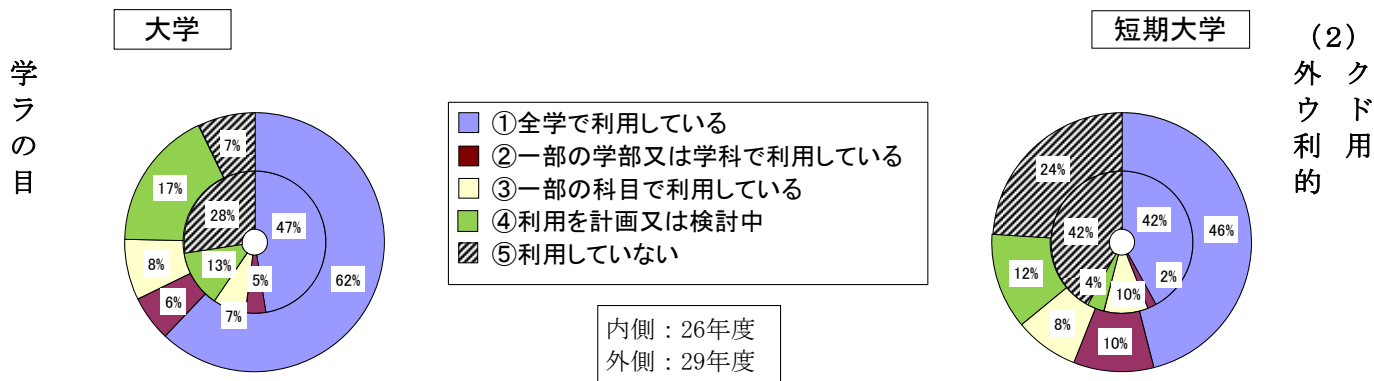 大学
短期大学
(2)
学
ラ
の
目
外 ク
ウ ド
利 用
的
①全学で利用している
②一部の学部又は学科で利用している
③一部の科目で利用している
④利用を計画又は検討中
⑤利用していない
内側：26年度
外側：29年度
7%
17%
28%
47%
8%
13%
5%
62%
6%
7%
24%
42%
42%
46%
12%
4%
10%
2%
8%
10%